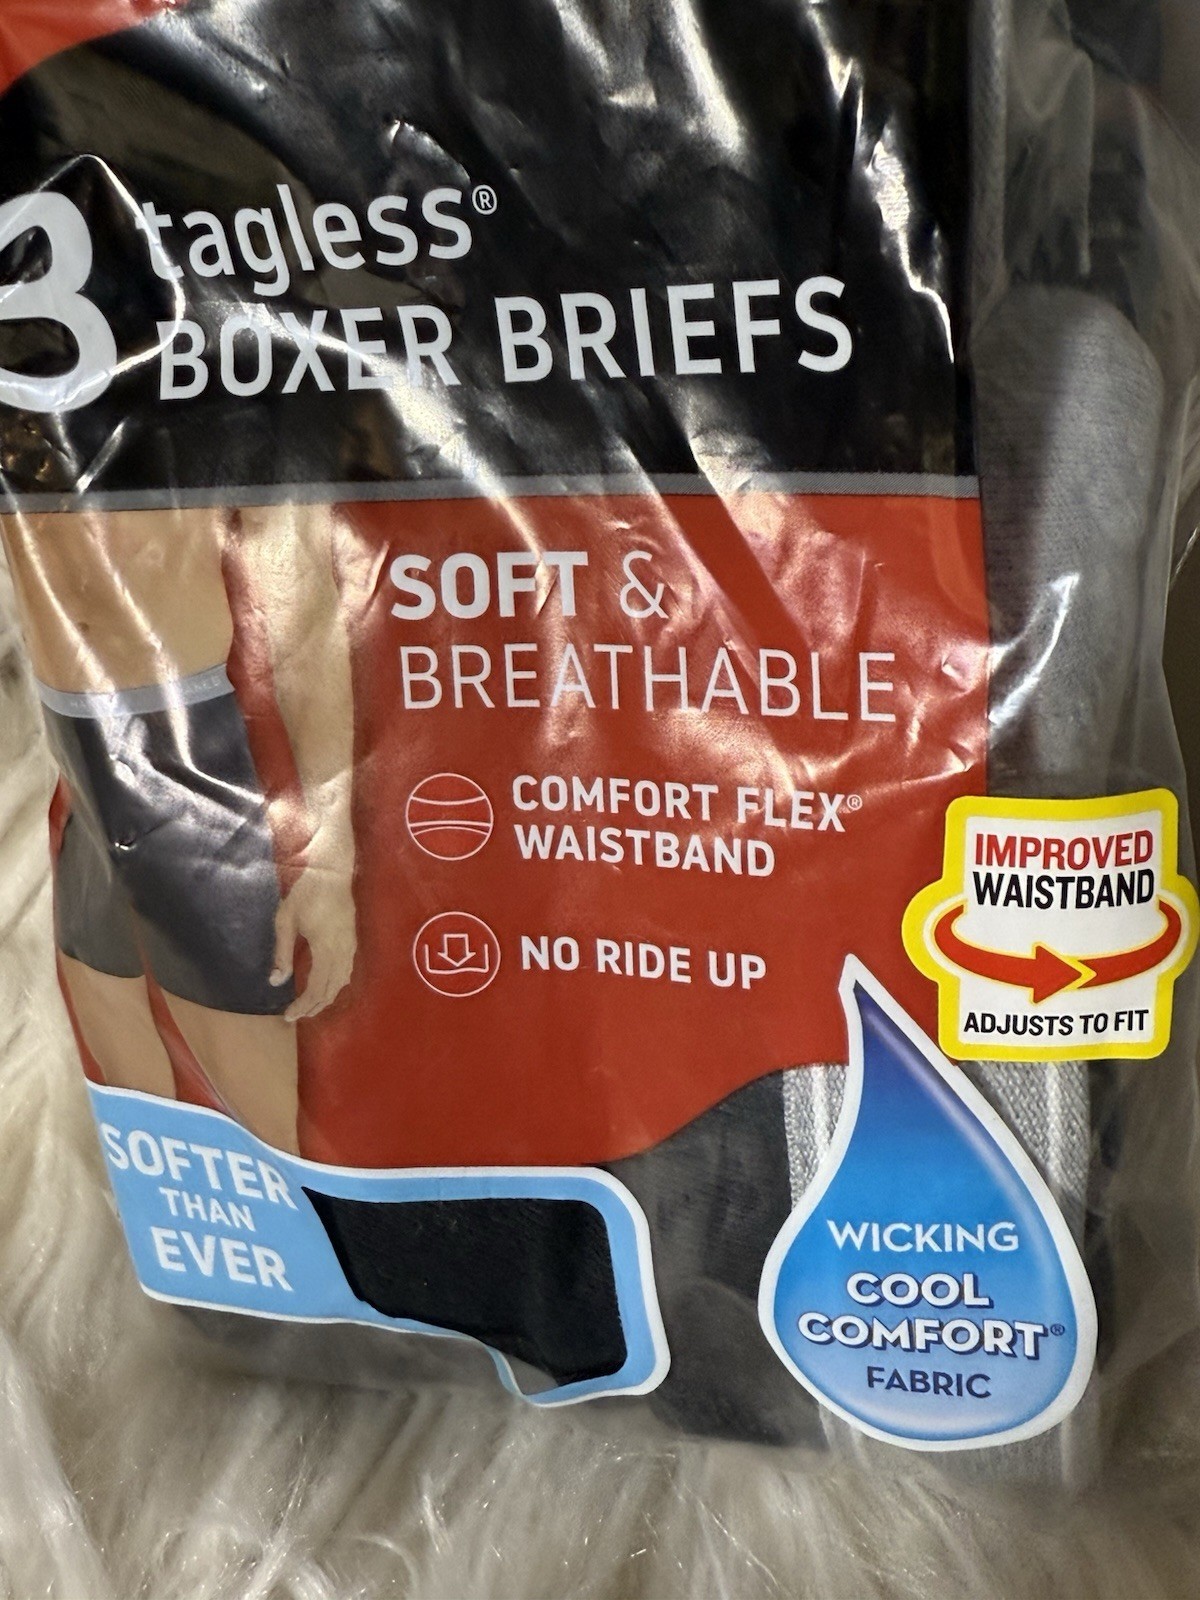 3 tagless®
BOXER BRIEFS
SOFT &
BREATHABLE
COMFORT FLEX®
WAISTBAND
NO RIDE UP
IMPROVED
WAISTBAND
ADJUSTS TO FIT
SOFTER
THAN
EVER
WICKING
COOL
COMFORT®
FABRIC